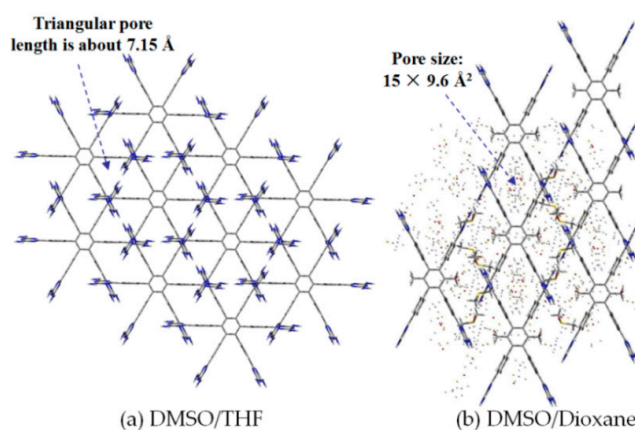 Triangular pore
length is about 7.15 Å
Pore size:
15 × 9.6 Å²
(a) DMSO/THF
(b) DMSO/Dioxane